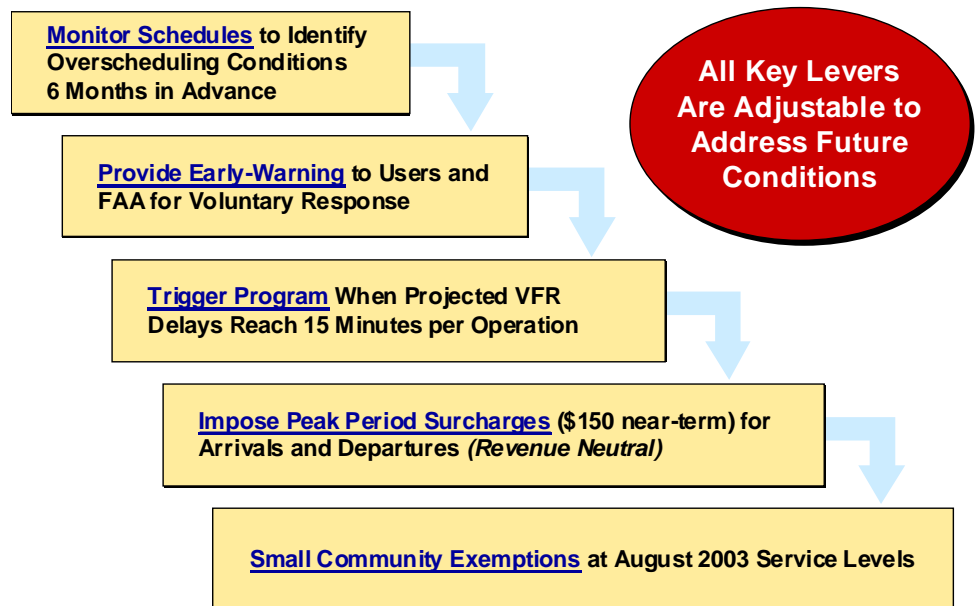 Monitor Schedules to Identify
Overscheduling Conditions
6 Months in Advance
All Key Levers
Are Adjustable to
Address Future
Conditions
Provide Early-Warning to Users and
FAA for Voluntary Response
Trigger Program When Projected VFR
Delays Reach 15 Minutes per Operation
Impose Peak Period Surcharges ($150 near-term) for
Arrivals and Departures (Revenue Neutral)
Small Community Exemptions at August 2003 Service Levels